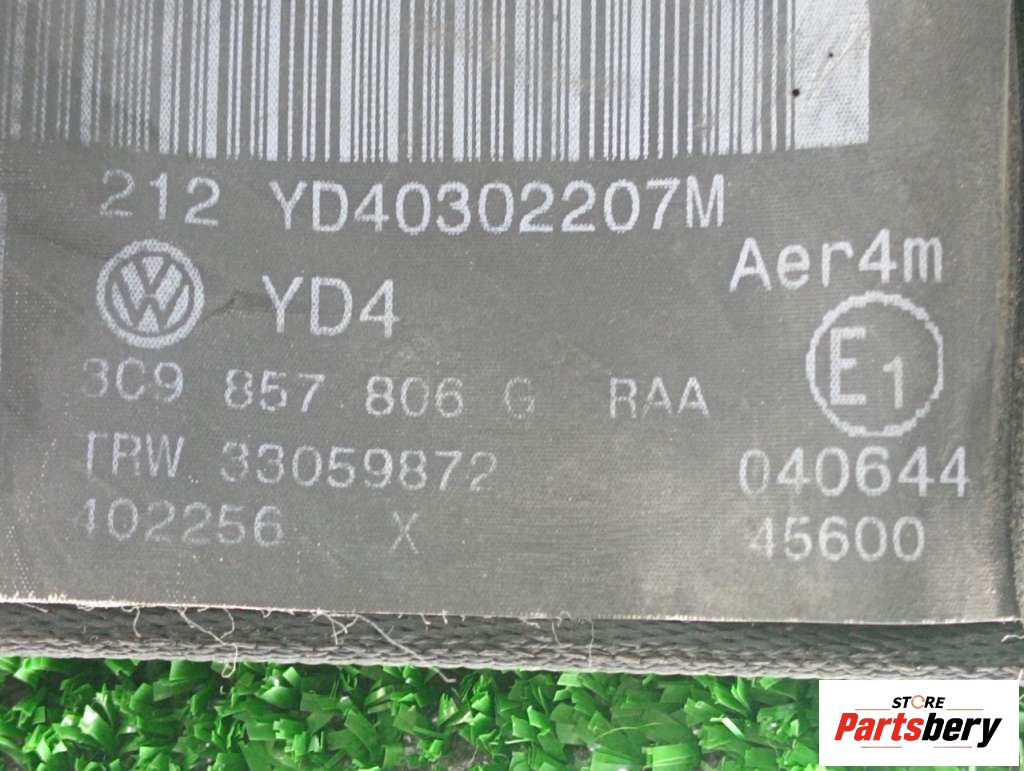 212 YD40302207M
Aer4m
YD4
E1
3C9 857 806 G RAA
TRW 33059872
040644
402256 X
45600
STORE
Partsbery